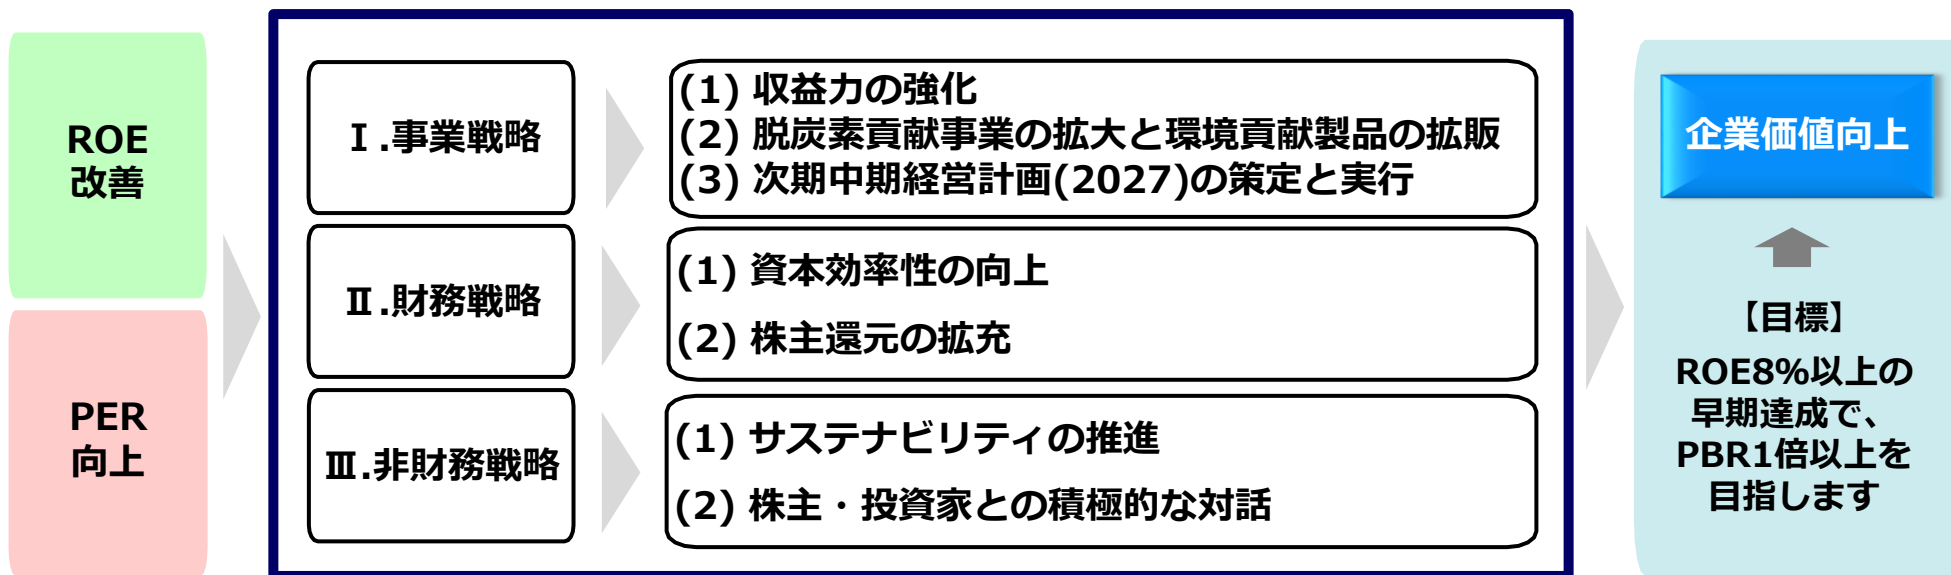 ROE
改善
PER
向上
Ⅰ.事業戦略
(1) 収益力の強化
(2) 脱炭素貢献事業の拡大と環境貢献製品の拡販
(3) 次期中期経営計画(2027)の策定と実行
Ⅱ.財務戦略
(1) 資本効率性の向上
(2) 株主還元の拡充
Ⅲ.非財務戦略
(1) サステナビリティの推進
(2) 株主・投資家との積極的な対話
企業価値向上
【目標】
ROE8%以上の
早期達成で、
PBR1倍以上を
目指します